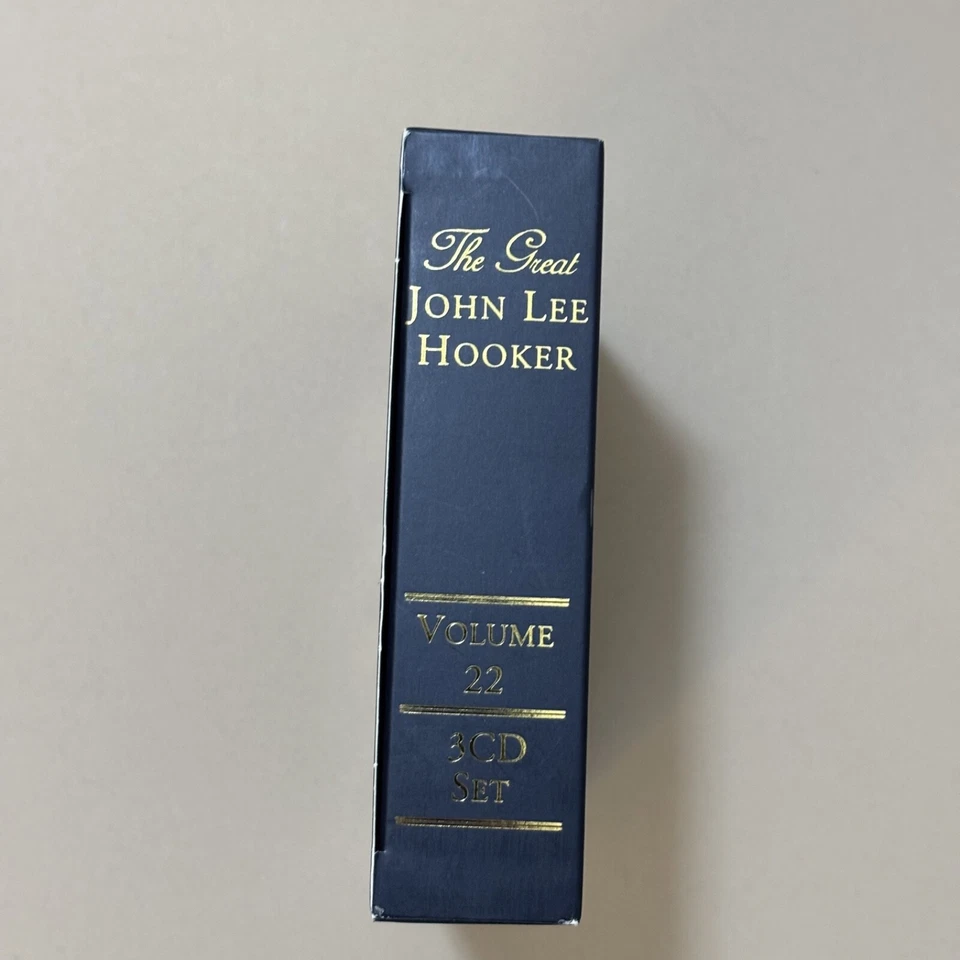 The Great
JOHN LEE
HOOKER
VOLUME
22
3CD
SET